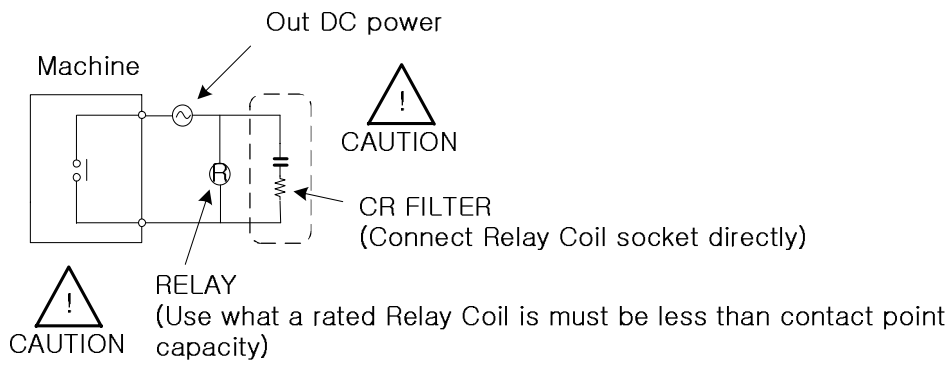 Out DC power
Machine
!
CAUTION
R
CR FILTER
(Connect Relay Coil socket directly)
!
CAUTION
RELAY
(Use what a rated Relay Coil is must be less than contact point
capacity)